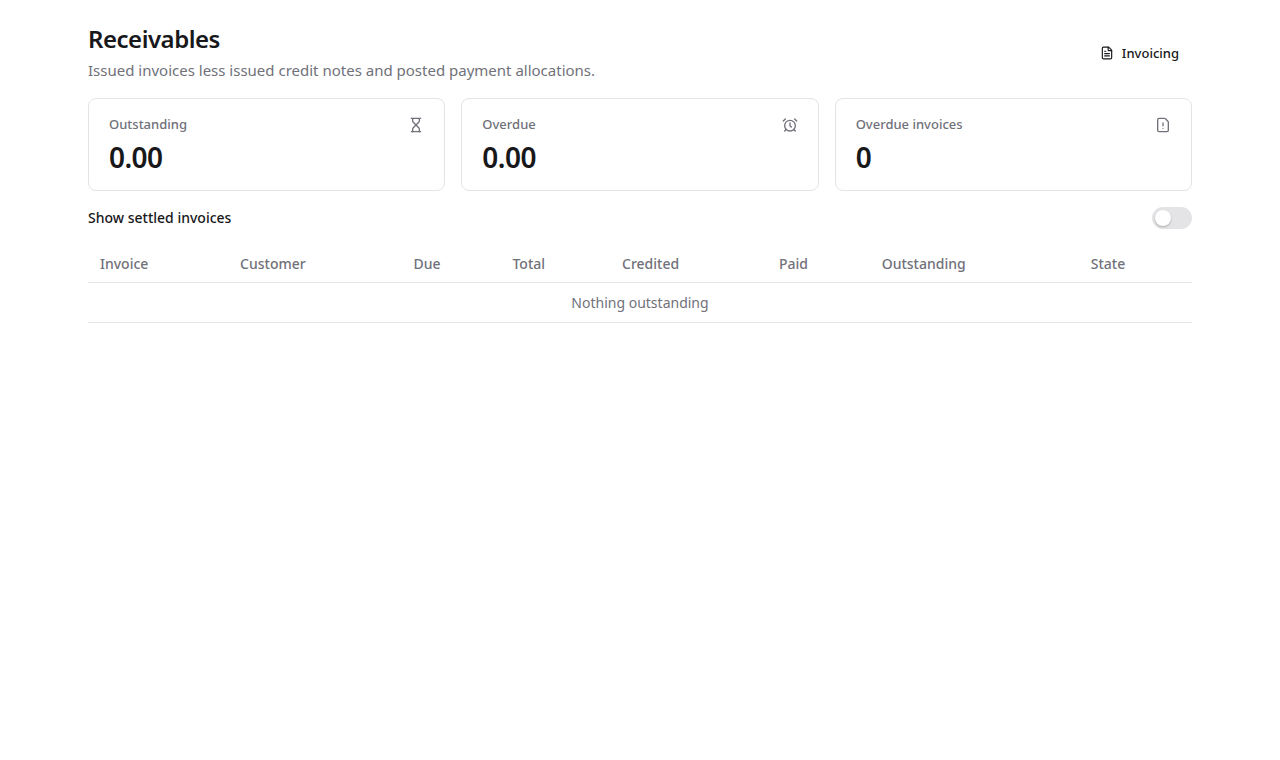 Receivables
Issued invoices less issued credit notes and posted payment allocations.
Invoicing
Outstanding
0.00
Overdue
0.00
Overdue invoices
0
Show settled invoices
Invoice Customer Due Total Credited Paid Outstanding State
Nothing outstanding